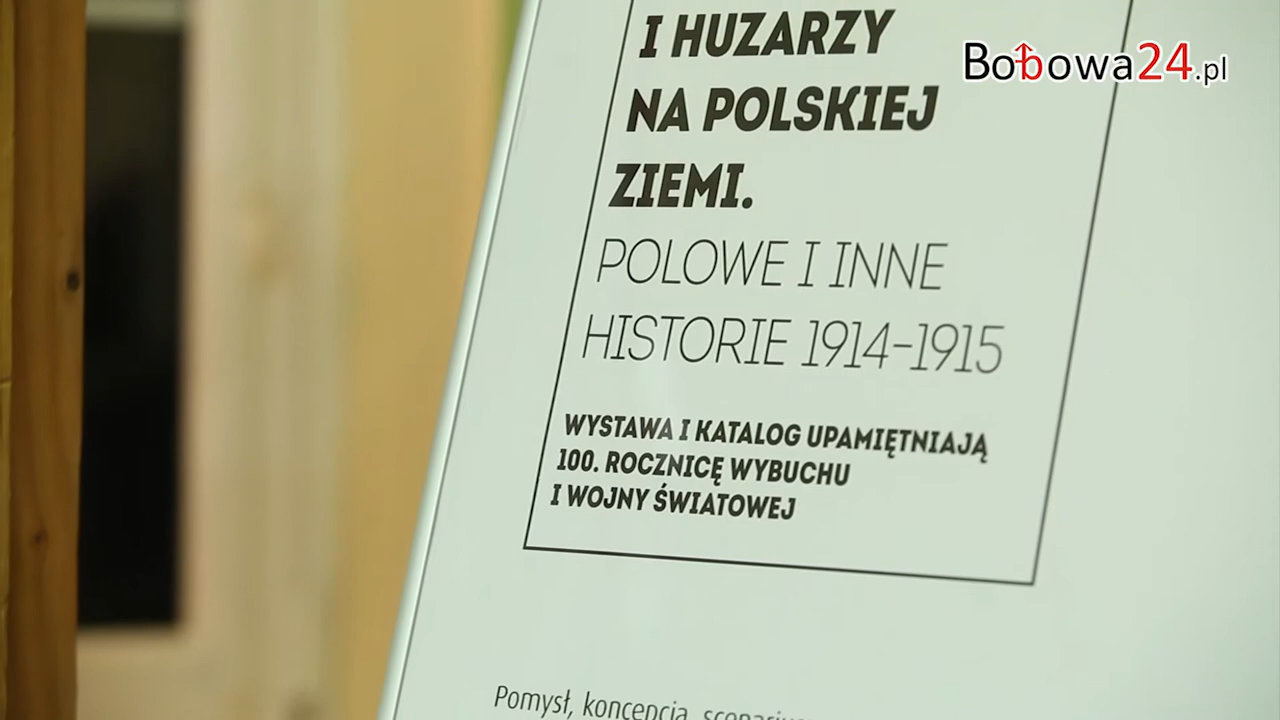 Bobowa24.pl
I HUZARZY
NA POLSKIEJ
ZIEMI.
POLOWE I INNE
HISTORIE 1914-1915
WYSTAWA I KATALOG UPAMIĘTNIAJĄ
100. ROCZNICĘ WYBUCHU
I WOJNY ŚWIATOWEJ
Pomysł, koncepcja,